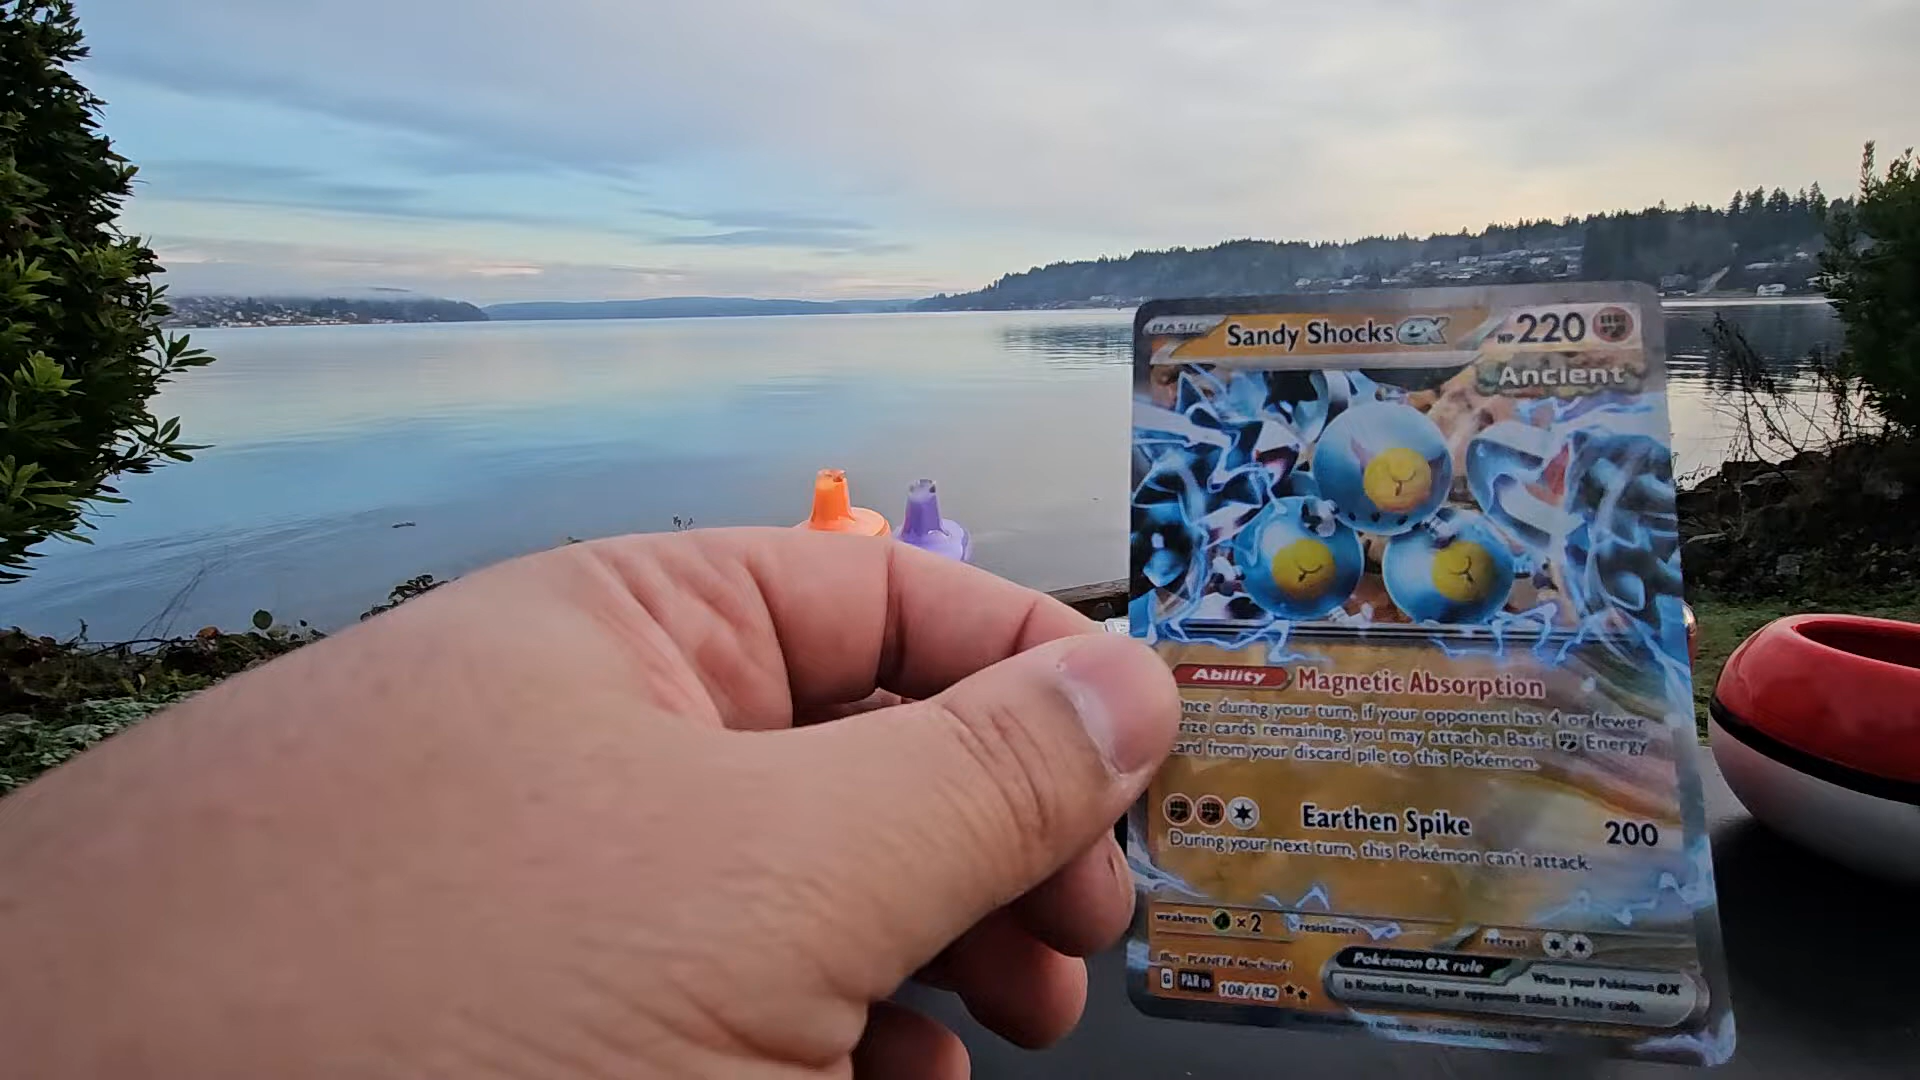 BASIC Sandy Shocks ex HP 220
Ancient
Ability Magnetic Absorption
nce during your turn, if your opponent has 4 or fewer
rize cards remaining, you may attach a Basic Energy
ard from your discard pile to this Pokémon.
Earthen Spike 200
During your next turn, this Pokémon can't attack.
weakness ×2 resistance retreat
Illus. PLANETA Mochizuki
Pokémon ex rule When your Pokémon ex
is Knocked Out, your opponent takes 2 Prize cards.
G PAR EN 108/182